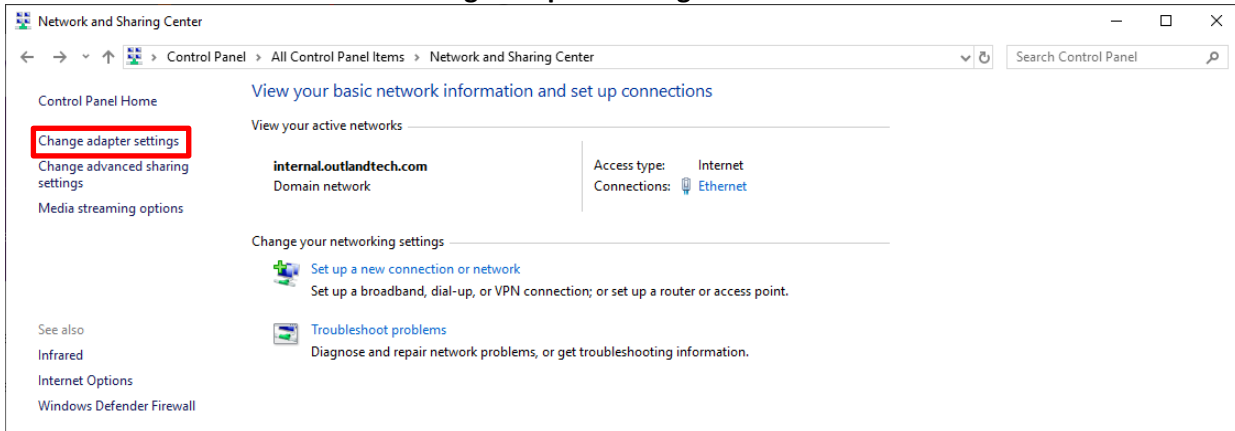 Network and Sharing Center
Control Panel > All Control Panel Items > Network and Sharing Center
Search Control Panel
Control Panel Home
Change adapter settings
Change advanced sharing
settings
Media streaming options
See also
Infrared
Internet Options
Windows Defender Firewall
View your basic network information and set up connections
View your active networks
internal.outlandtech.com
Domain network
Access type: Internet
Connections: Ethernet
Change your networking settings
Set up a new connection or network
Set up a broadband, dial-up, or VPN connection; or set up a router or access point.
Troubleshoot problems
Diagnose and repair network problems, or get troubleshooting information.